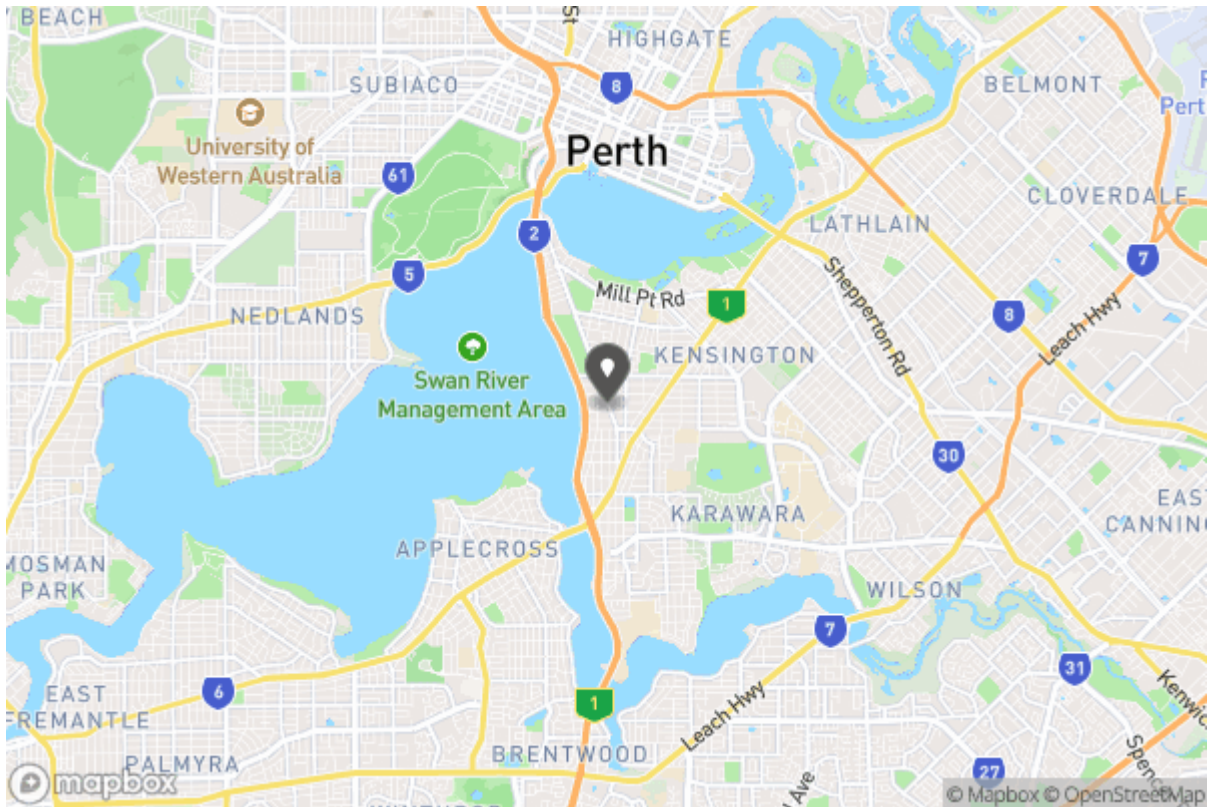 BEACH
St
HIGHGATE
SUBIACO
8
BELMONT
University of
Western Australia
Perth
61
CLOVERDALE
2
LATHLAIN
7
5
Mill Pt Rd
1
Shepperton Rd
8
Leach Hwy
NEDLANDS
KENSINGTON
Swan River
Management Area
30
KARAWARA
EAST
APPLECROSS
MOSMAN
PARK
WILSON
7
31
6
EAST
FREMANTLE
1
Leach Hwy
BRENTWOOD
PALMYRA
27
mapbox
© Mapbox © OpenStreetMap